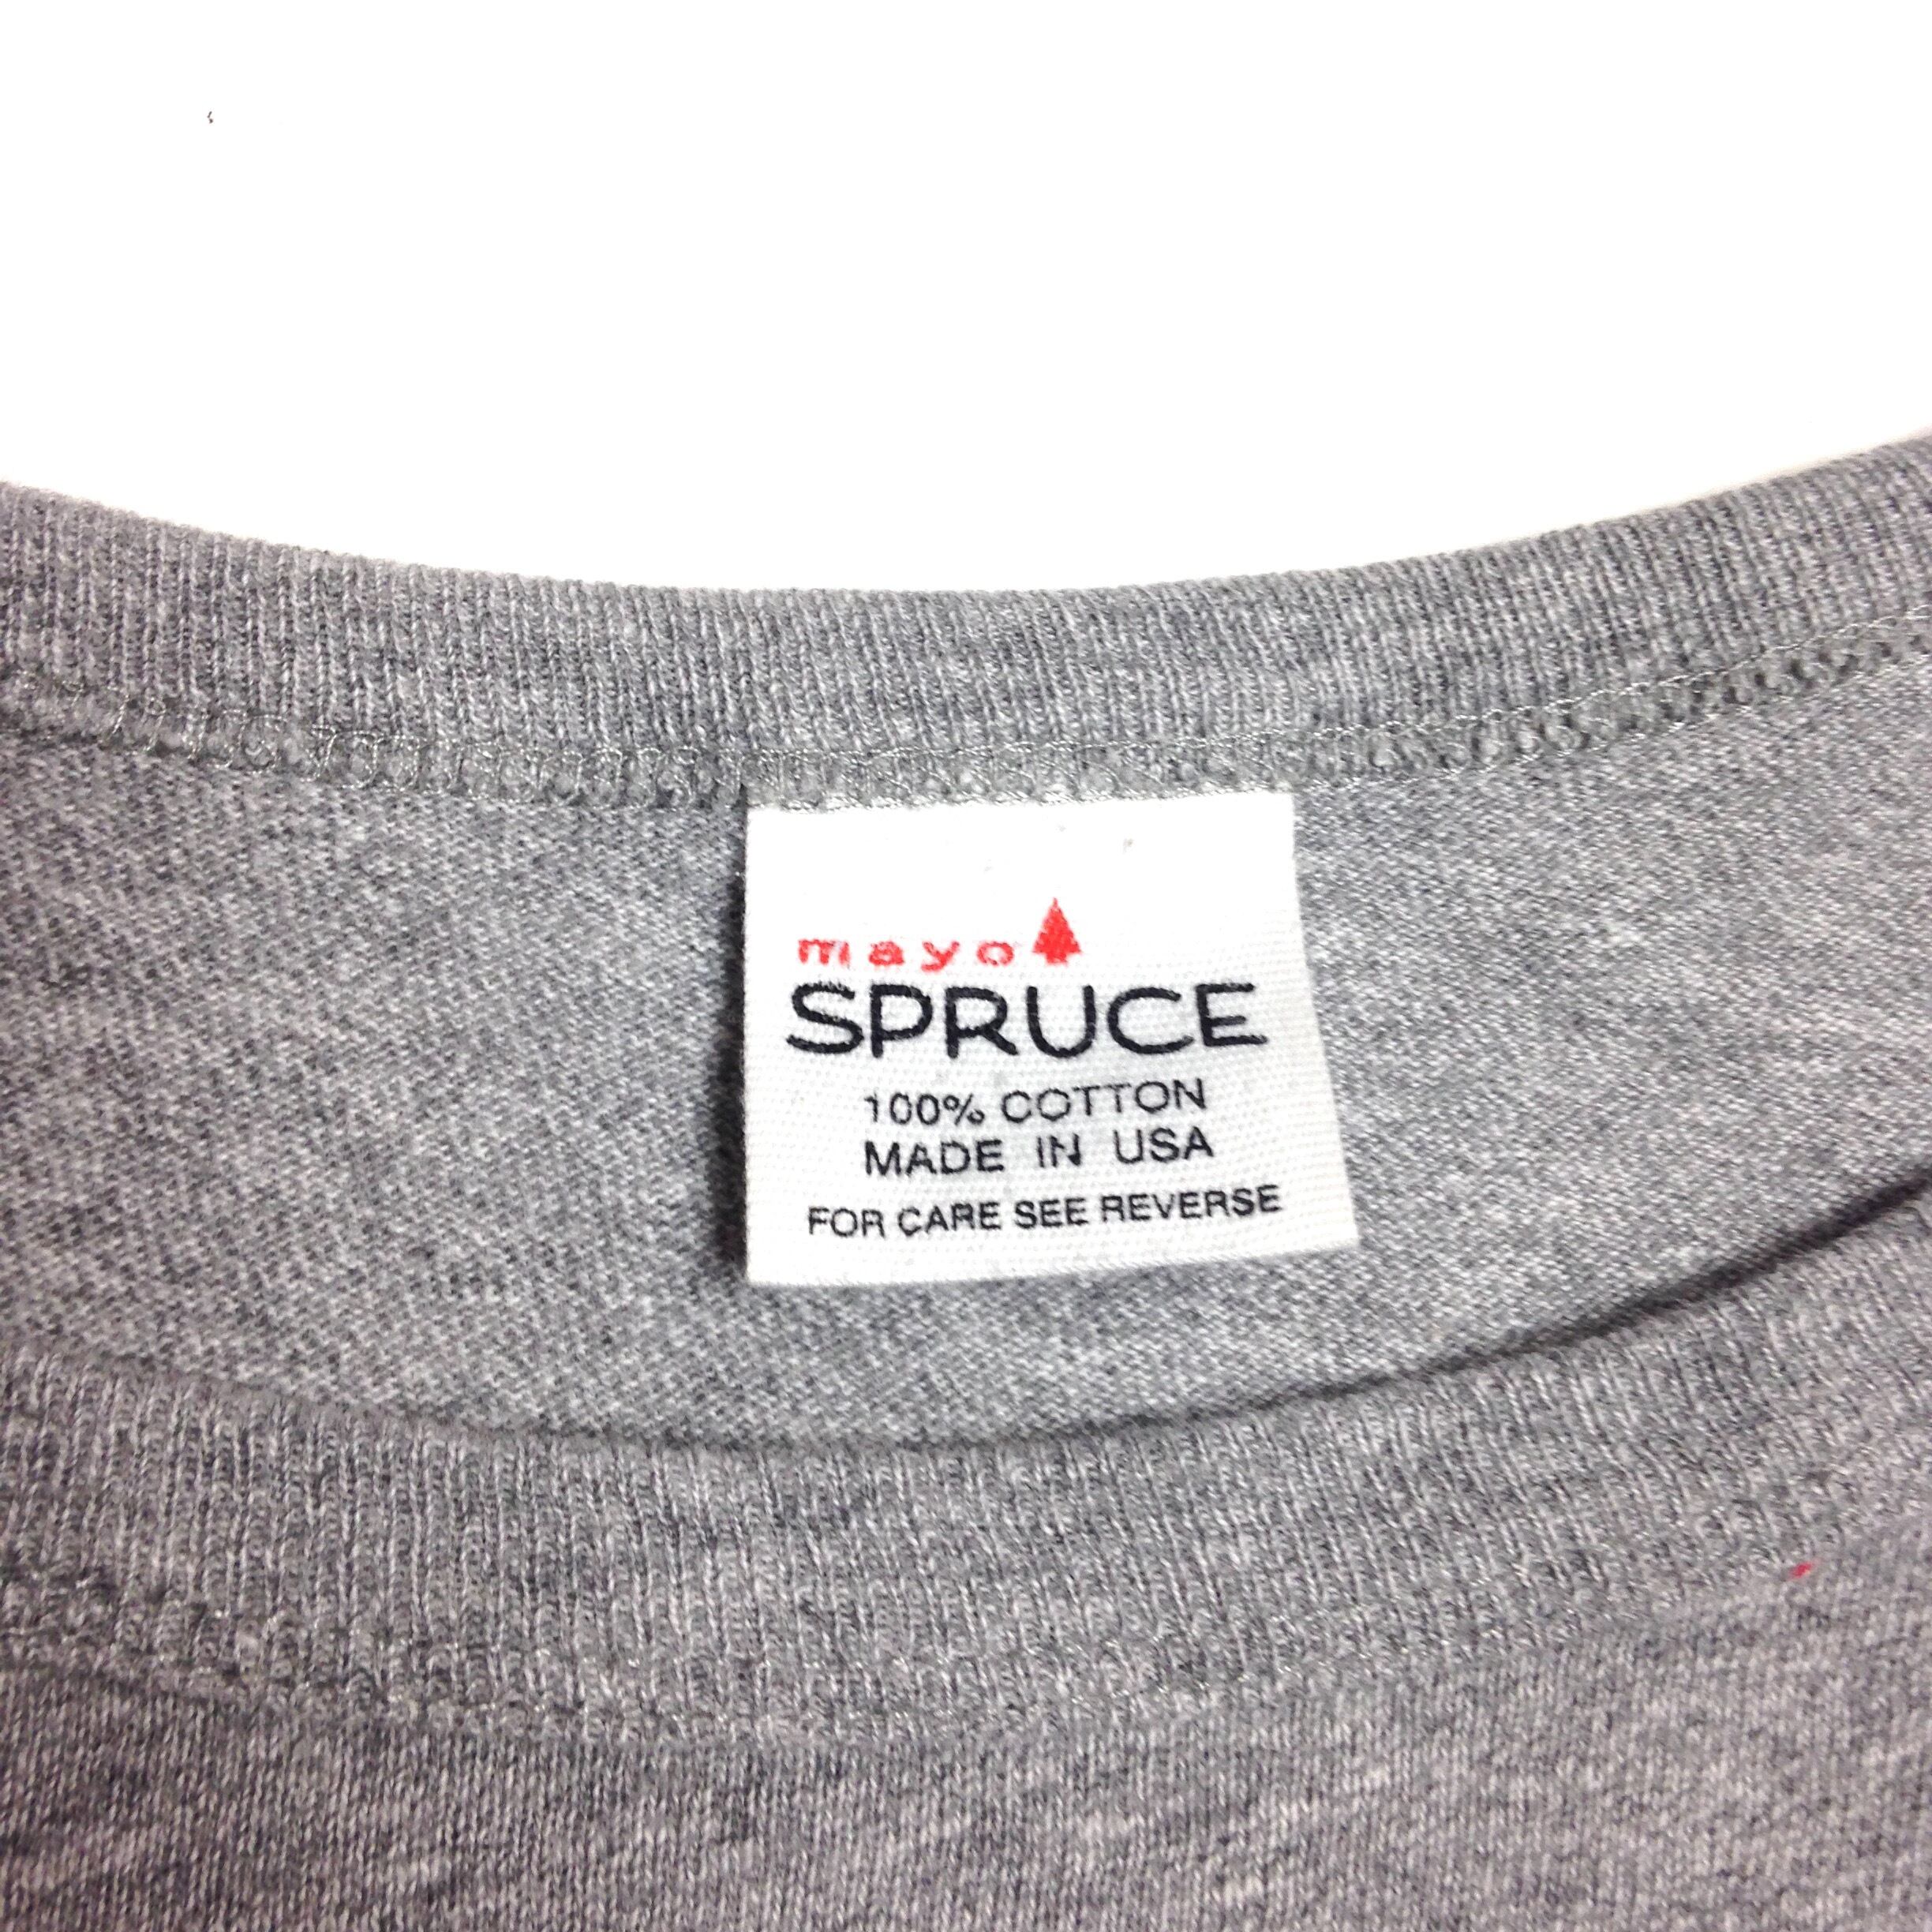 mayo
SPRUCE
100% COTTON
MADE IN USA
FOR CARE SEE REVERSE